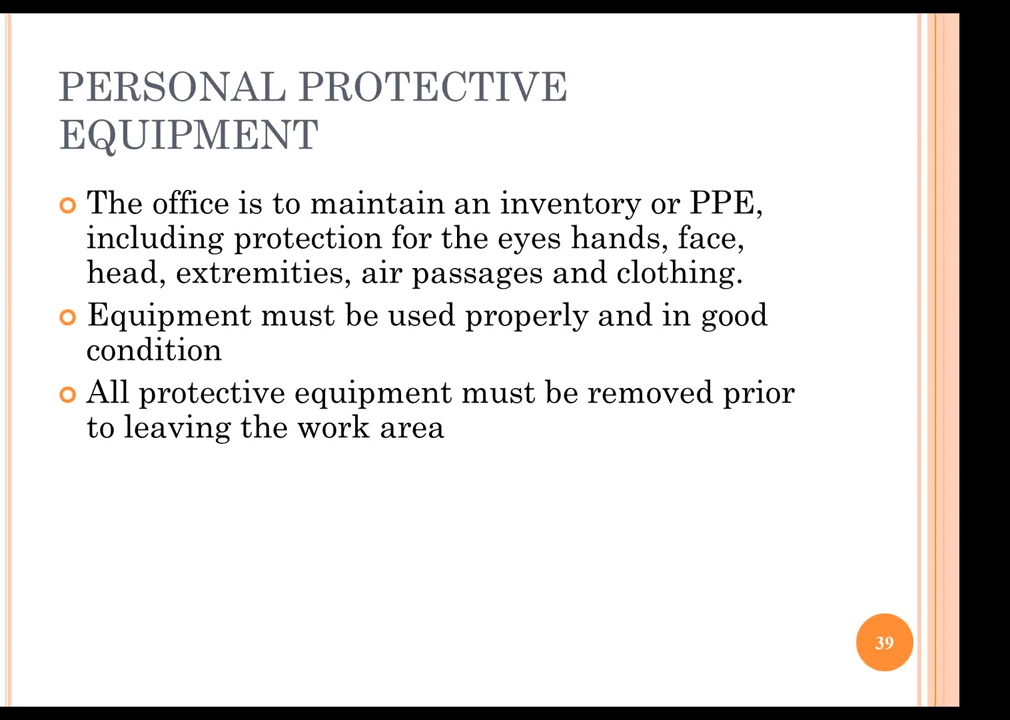 PERSONAL PROTECTIVE
EQUIPMENT
The office is to maintain an inventory or PPE,
including protection for the eyes hands, face,
head, extremities, air passages and clothing.
Equipment must be used properly and in good
condition
All protective equipment must be removed prior
to leaving the work area
39